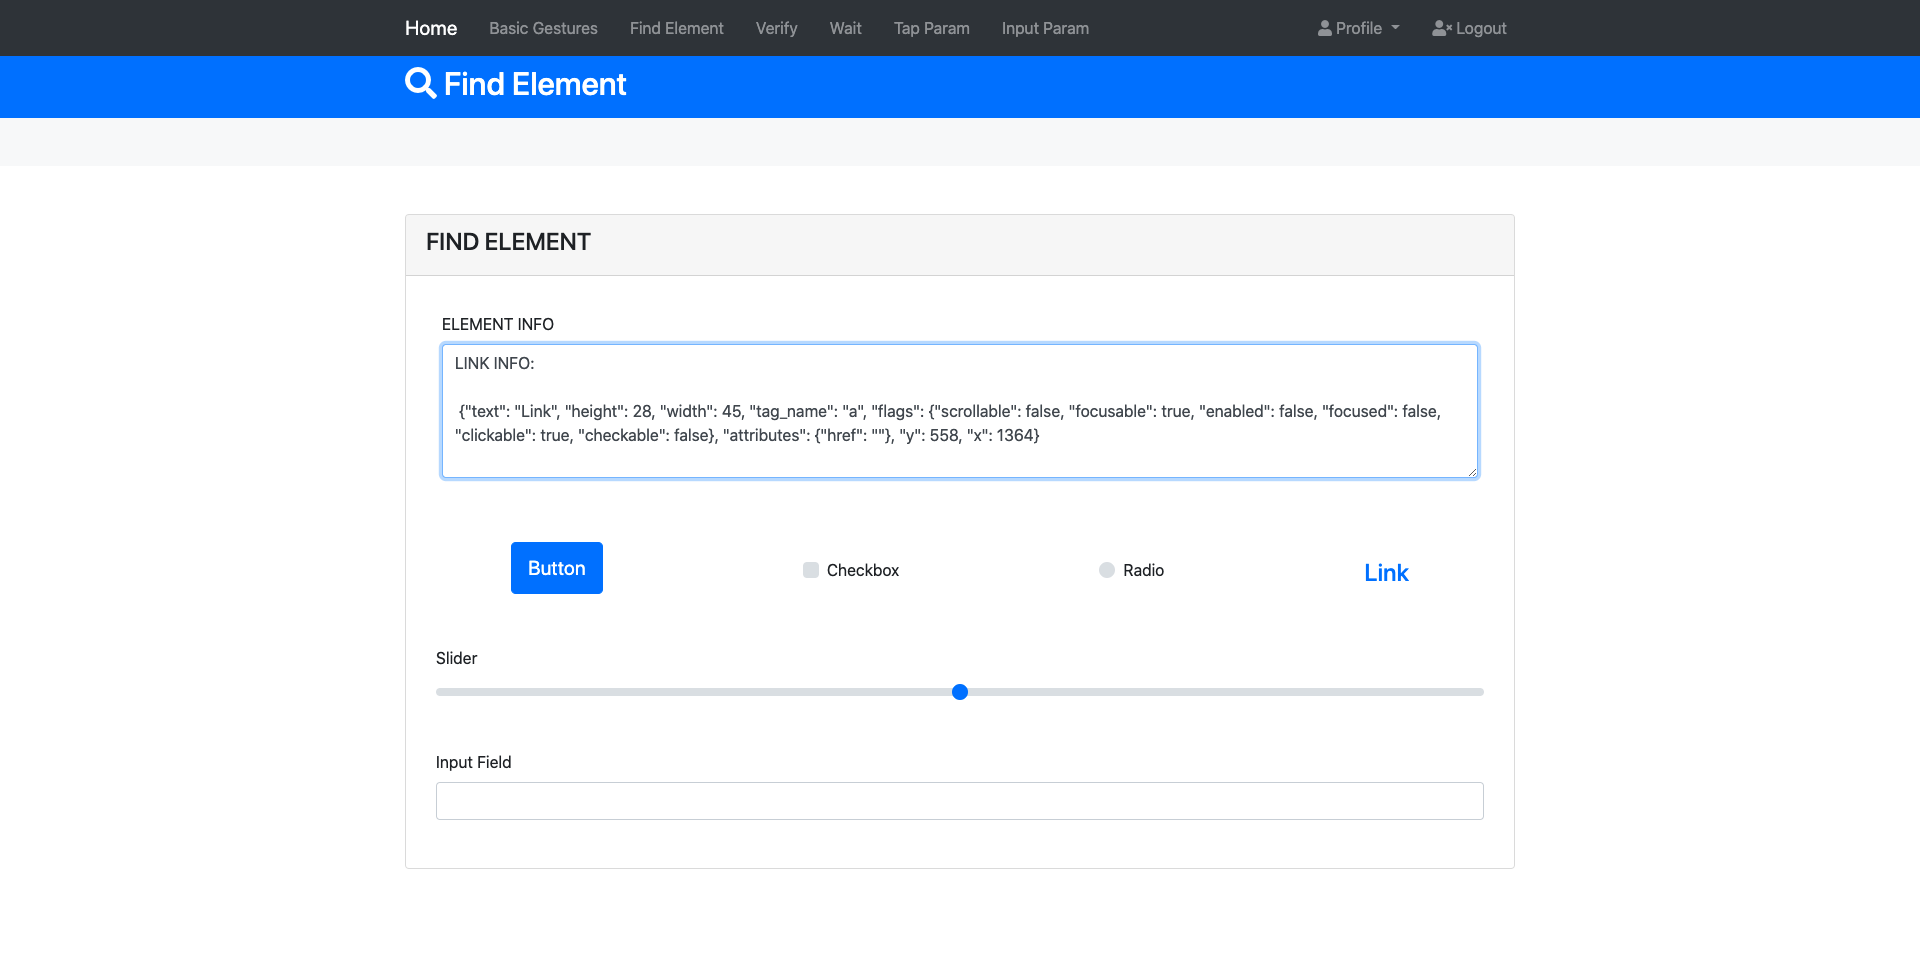 Home Basic Gestures Find Element Verify Wait Tap Param Input Param Profile Logout
Find Element
FIND ELEMENT
ELEMENT INFO
LINK INFO:
{"text": "Link", "height": 28, "width": 45, "tag_name": "a", "flags": {"scrollable": false, "focusable": true, "enabled": false, "focused": false,
"clickable": true, "checkable": false}, "attributes": {"href": ""}, "y": 558, "x": 1364}
Button Checkbox Radio Link
Slider
Input Field